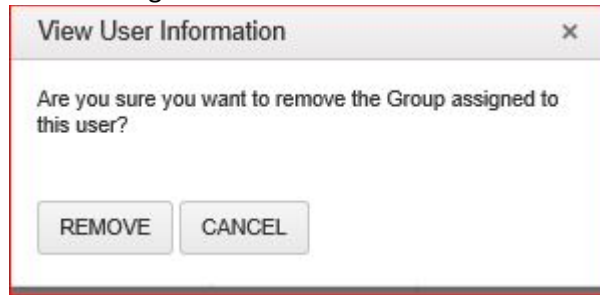 View User Information ×
Are you sure you want to remove the Group assigned to
this user?
REMOVE CANCEL